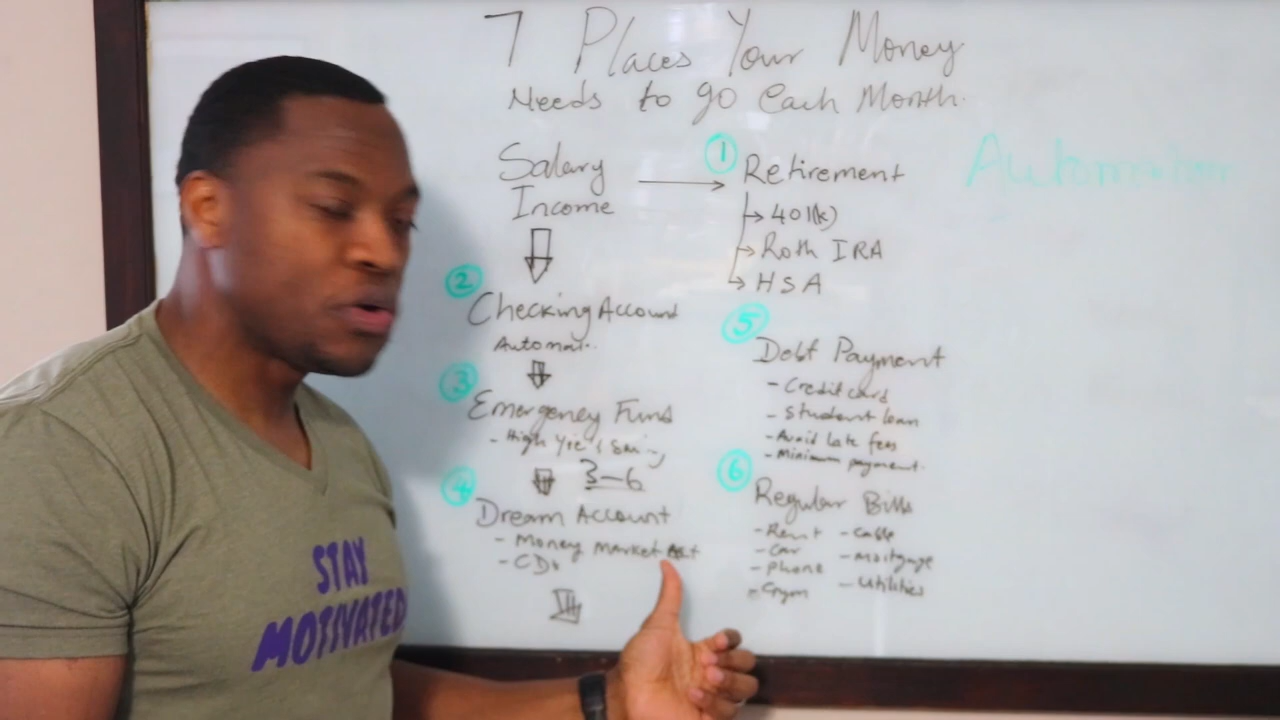 7 Places Your Money
Needs to go Each Month.
Salary
Income
1
Retirement
401(k)
Roth IRA
HSA
Automation
2
Checking Account
3
Emergency Fund
- High
3-6
4
Dream Account
- Money market
- CDs
5
Debt Payment
- Credit card
- Student loan
- Avoid late fees
- Minimum payment.
6
Regular Bills
- Rent - Cable
- Car - mortgage
- phone - utilities
- Gym
STAY
MOTIVATED